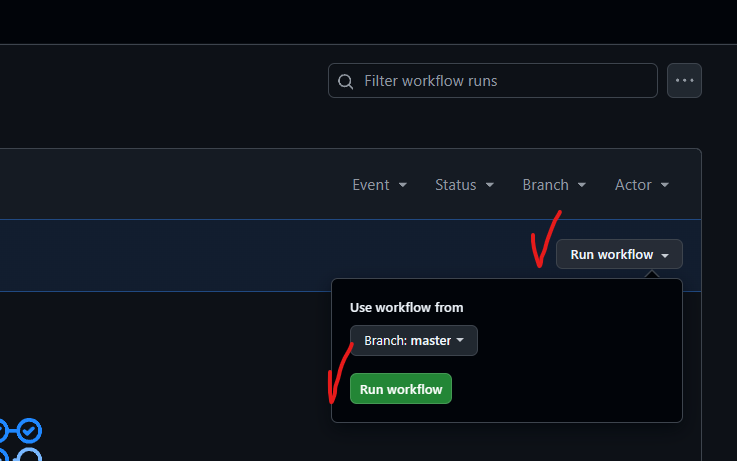 Filter workflow runs
Event Status Branch Actor
Run workflow
Use workflow from
Branch: master
Run workflow